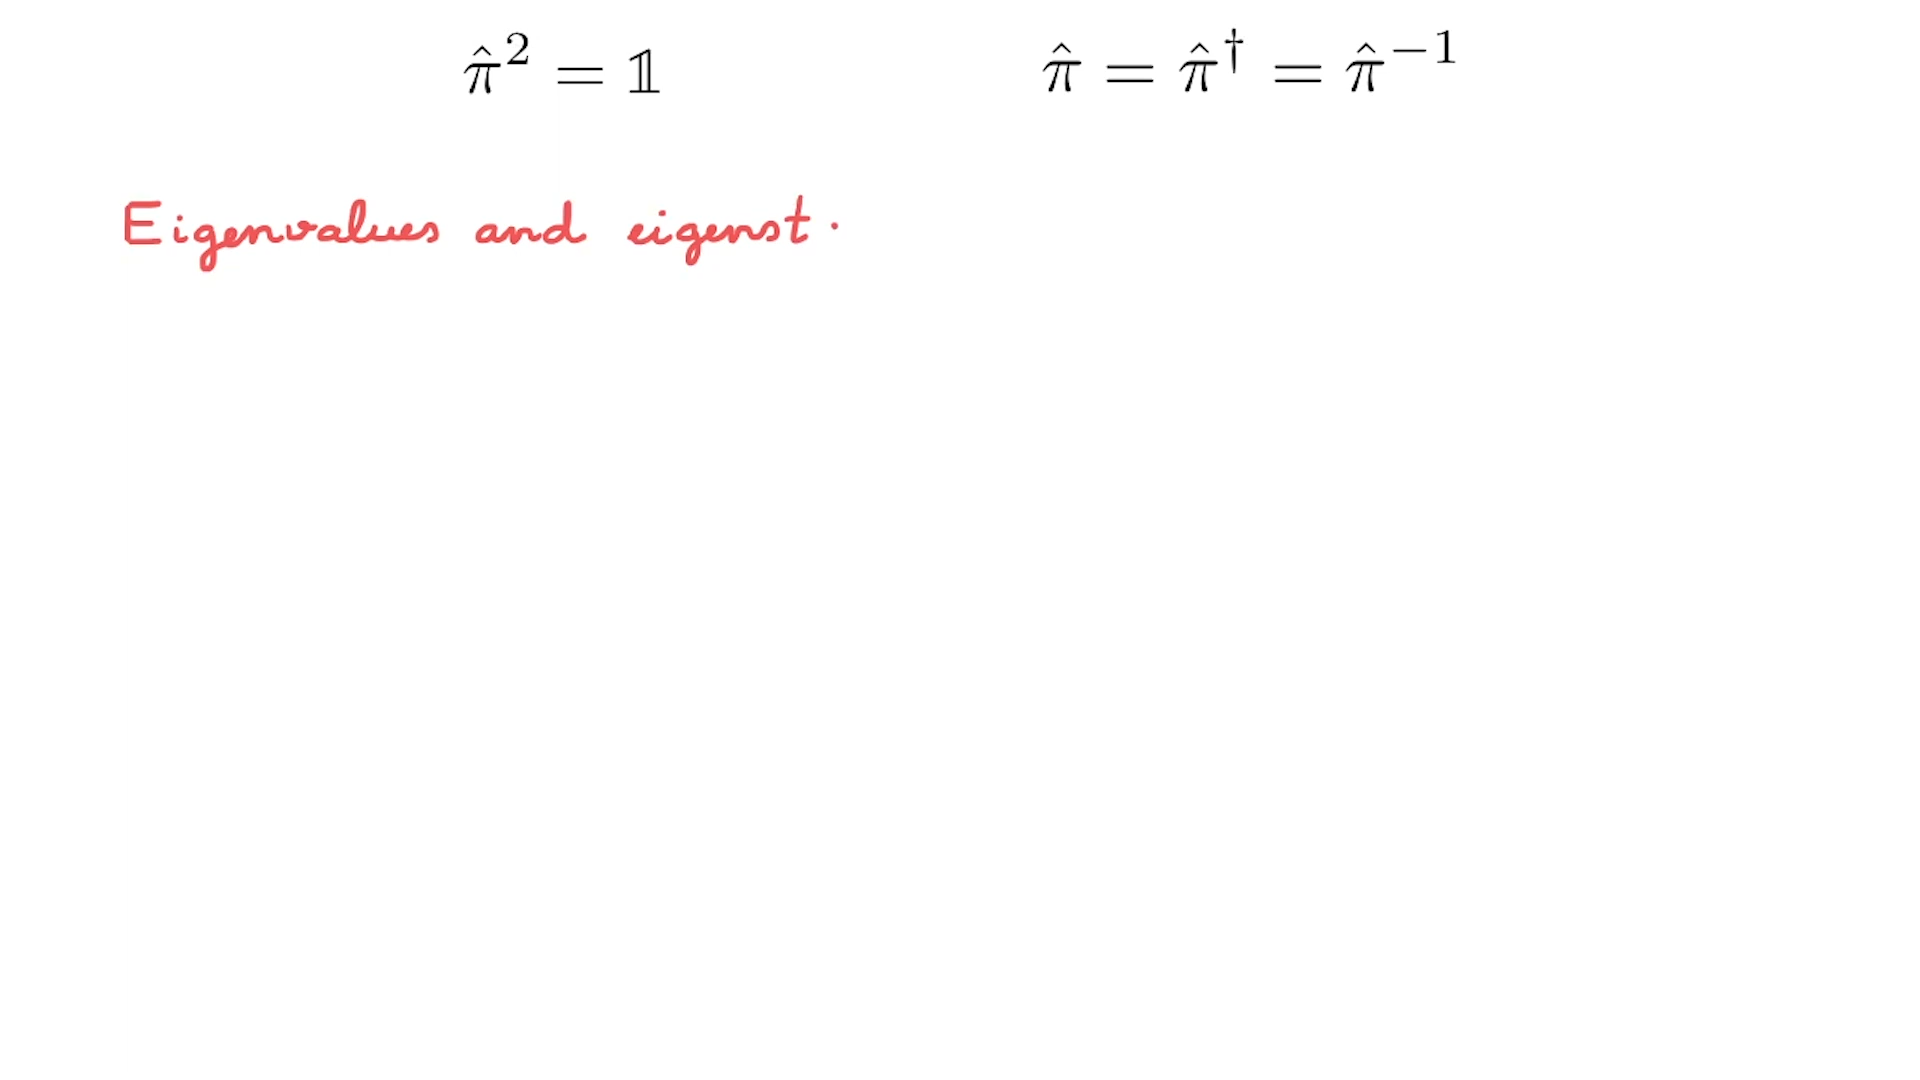 π̂² = 𝟙
π̂ = π̂† = π̂⁻¹
Eigenvalues and eigenst.